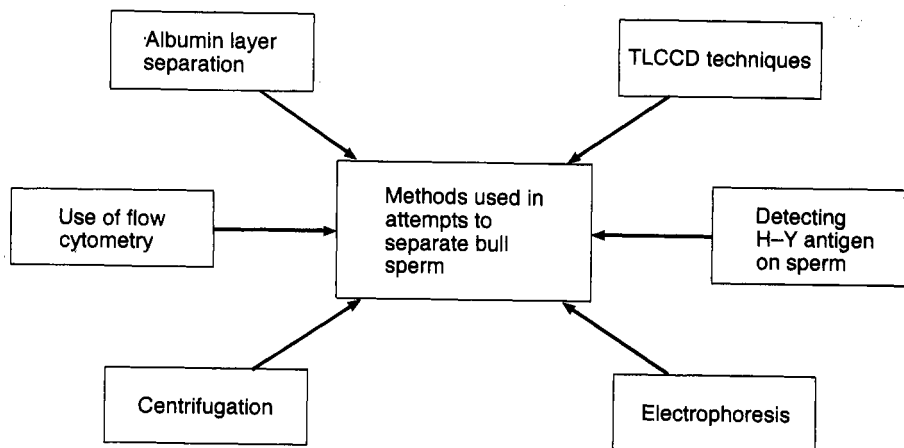 Albumin layer
separation
TLCCD techniques
Use of flow
cytometry
Methods used in
attempts to
separate bull
sperm
Detecting
H–Y antigen
on sperm
Centrifugation
Electrophoresis